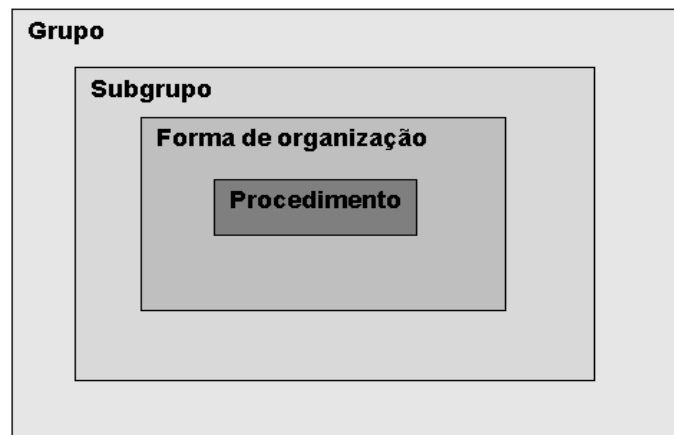 Grupo
Subgrupo
Forma de organização
Procedimento